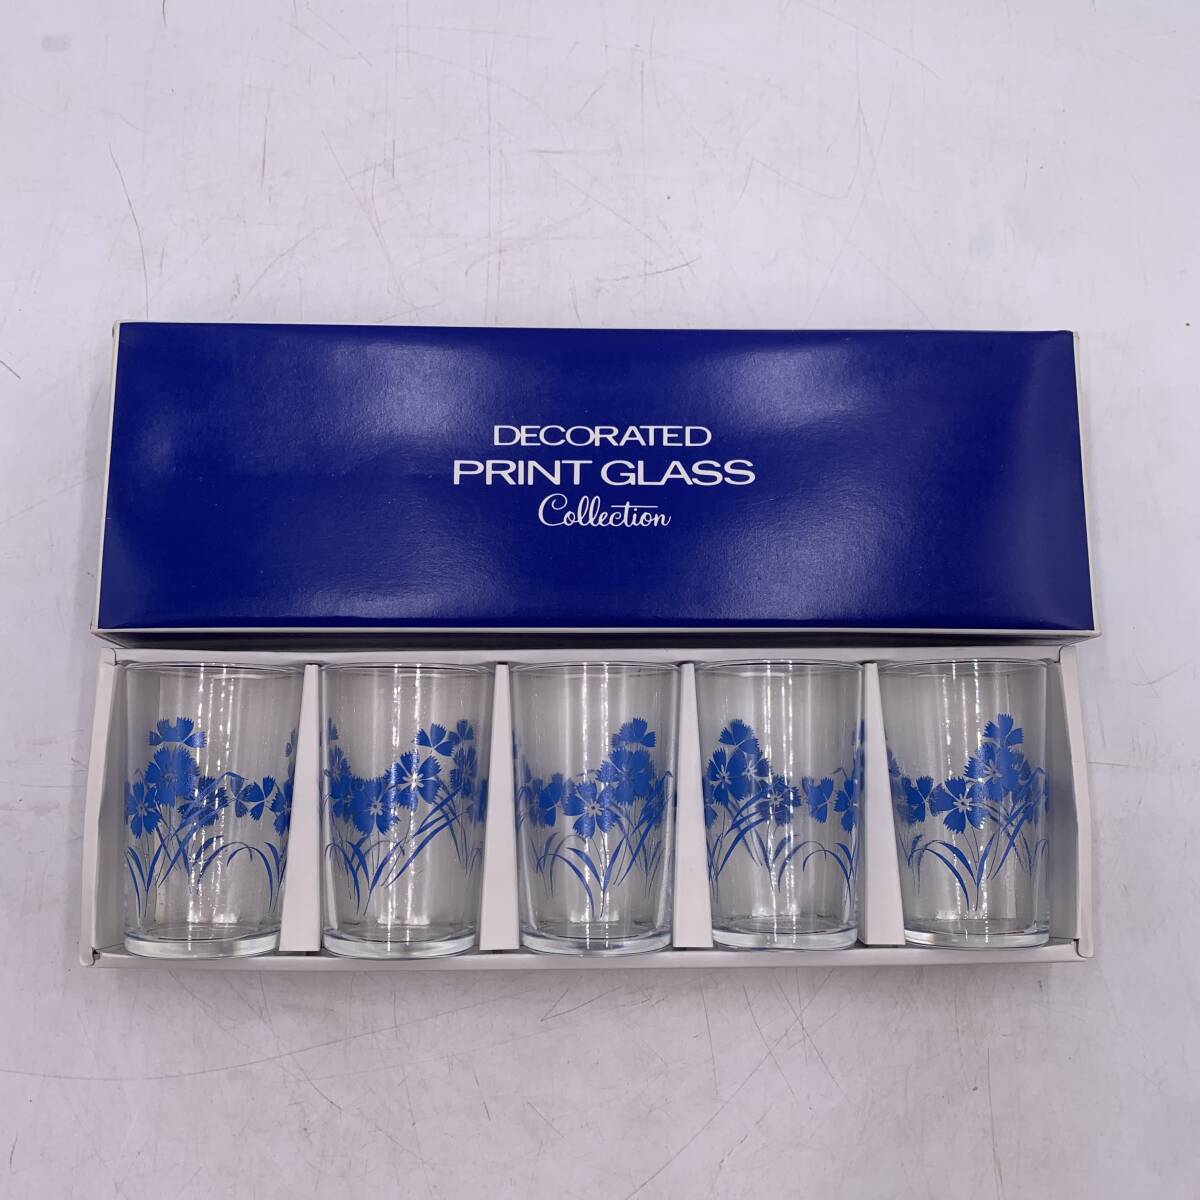 DECORATED
PRINT GLASS
Collection